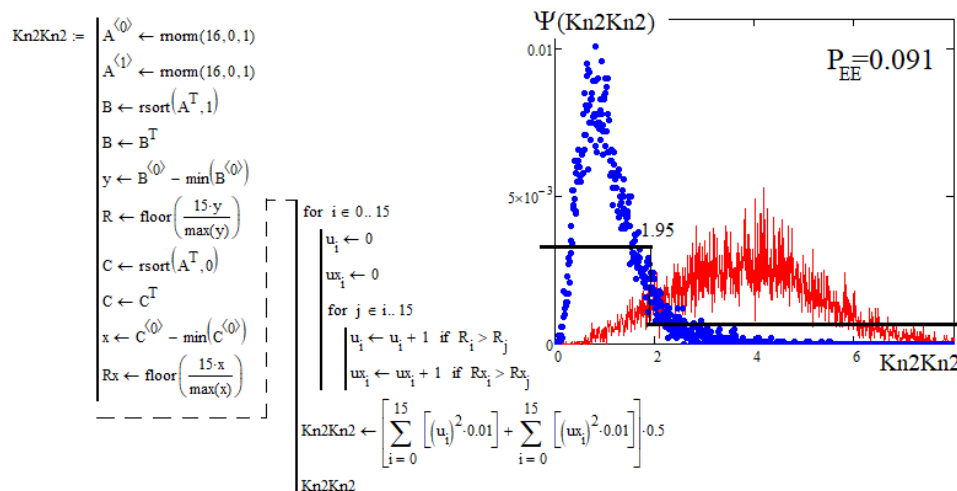 Kn2Kn2 := A^⟨0⟩ ← rnorm(16,0,1)
A^⟨1⟩ ← rnorm(16,0,1)
B ← rsort(A^T,1)
B ← B^T
y ← B^⟨0⟩ − min(B^⟨0⟩)
R ← floor(15·y / max(y))
C ← rsort(A^T,0)
C ← C^T
x ← C^⟨0⟩ − min(C^⟨0⟩)
Rx ← floor(15·x / max(x))
for i ∈ 0..15
u_i ← 0
ux_i ← 0
for j ∈ i..15
u_i ← u_i + 1 if R_i > R_j
ux_i ← ux_i + 1 if Rx_i > Rx_j
Kn2Kn2 ← [∑_{i = 0}^{15} [(u_i)^2·0.01] + ∑_{i = 0}^{15} [(ux_i)^2·0.01]]·0.5
Kn2Kn2
Ψ(Kn2Kn2)
0.01
P_EE=0.091
5×10^−3
1.95
0
0 2 4 6
Kn2Kn2